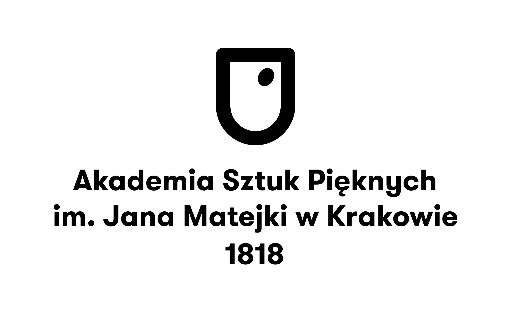 Akademia Sztuk Pięknych
im. Jana Matejki w Krakowie
1818